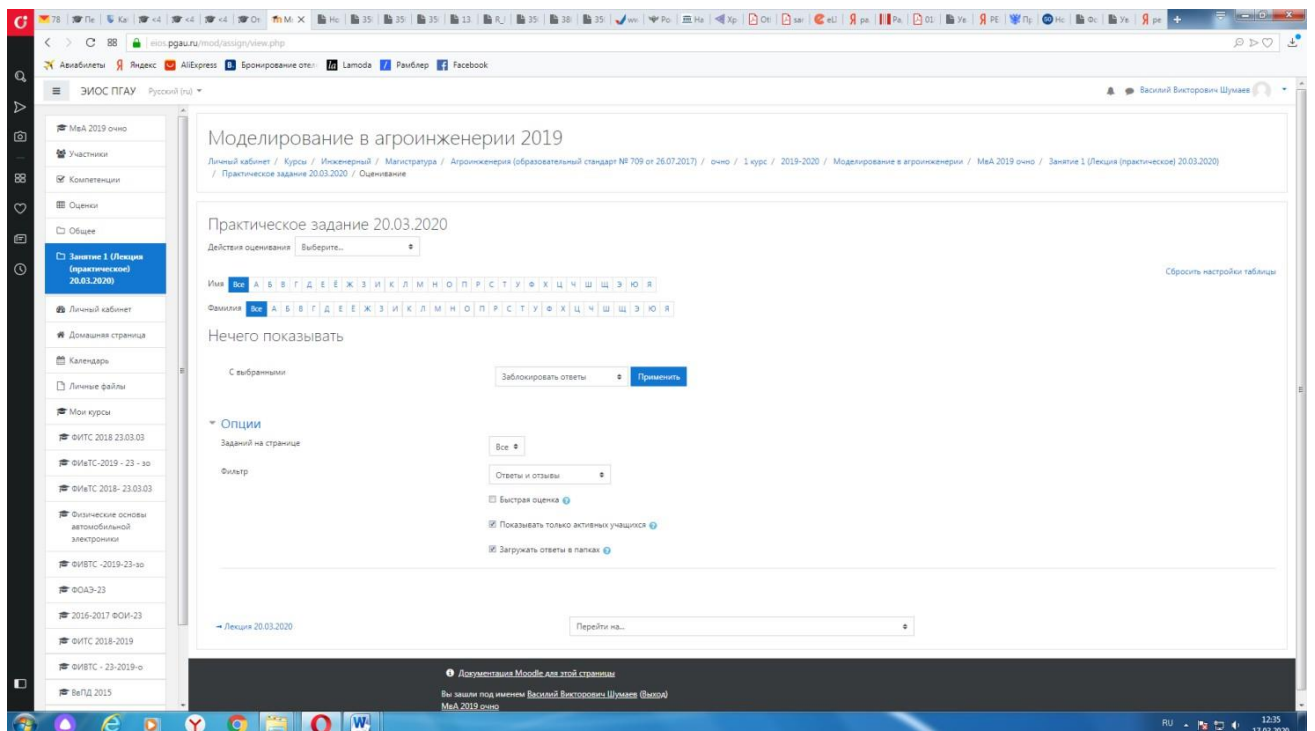 eios.pgau.ru/mod/assign/view.php
Авиабилеты Яндекс AliExpress Бронирование отел Lamoda Рамблер Facebook
ЭИОС ПГАУ Русский (ru)
Василий Викторович Шумаев
МвА 2019 очно
Участники
Компетенции
Оценки
Общее
Занятие 1 (Лекция
(практическое)
20.03.2020)
Личный кабинет
Домашняя страница
Календарь
Личные файлы
Мои курсы
ФИТС 2018 23.03.03
ФИвТС-2019 - 23 - зо
ФИвТС 2018- 23.03.03
Физические основы
автомобильной
электроники
ФИВТС -2019-23-зо
ФОАЭ-23
2016-2017 ФОИ-23
ФИТС 2018-2019
ФИВТС - 23-2019-о
ВвПД 2015
Моделирование в агроинженерии 2019
Личный кабинет / Курсы / Инженерный / Магистратура / Агроинженерия (образовательный стандарт № 709 от 26.07.2017) / очно / 1 курс / 2019-2020 / Моделирование в агроинженерии / МвА 2019 очно / Занятие 1 (Лекция (практическое) 20.03.2020)
/ Практическое задание 20.03.2020 / Оценивание
Практическое задание 20.03.2020
Действия оценивания Выберите...
Сбросить настройки таблицы
Имя Все А Б В Г Д Е Ё Ж З И К Л М Н О П Р С Т У Ф Х Ц Ч Ш Щ Э Ю Я
Фамилия Все А Б В Г Д Е Ё Ж З И К Л М Н О П Р С Т У Ф Х Ц Ч Ш Щ Э Ю Я
Нечего показывать
С выбранными Заблокировать ответы Применить
Опции
Заданий на странице Все
Фильтр Ответы и отзывы
Быстрая оценка
Показывать только активных учащихся
Загружать ответы в папках
→ Лекция 20.03.2020 Перейти на...
Документация Moodle для этой страницы
Вы зашли под именем Василий Викторович Шумаев (Выход)
МвА 2019 очно
RU 12:35
17.03.2020